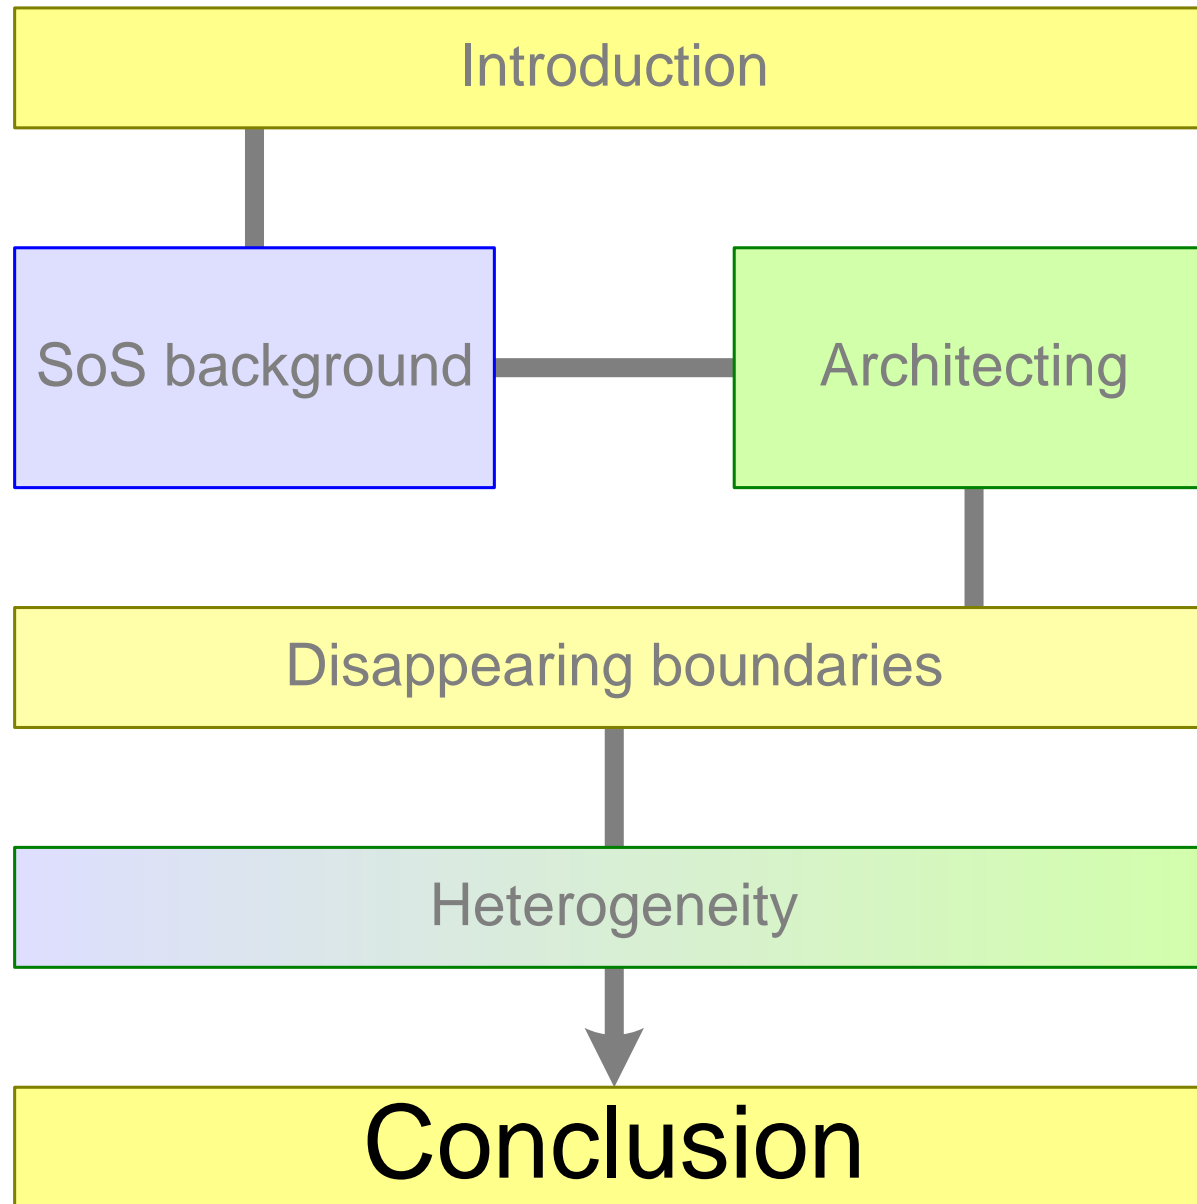 Introduction
SoS background
Architecting
Disappearing boundaries
Heterogeneity
Conclusion